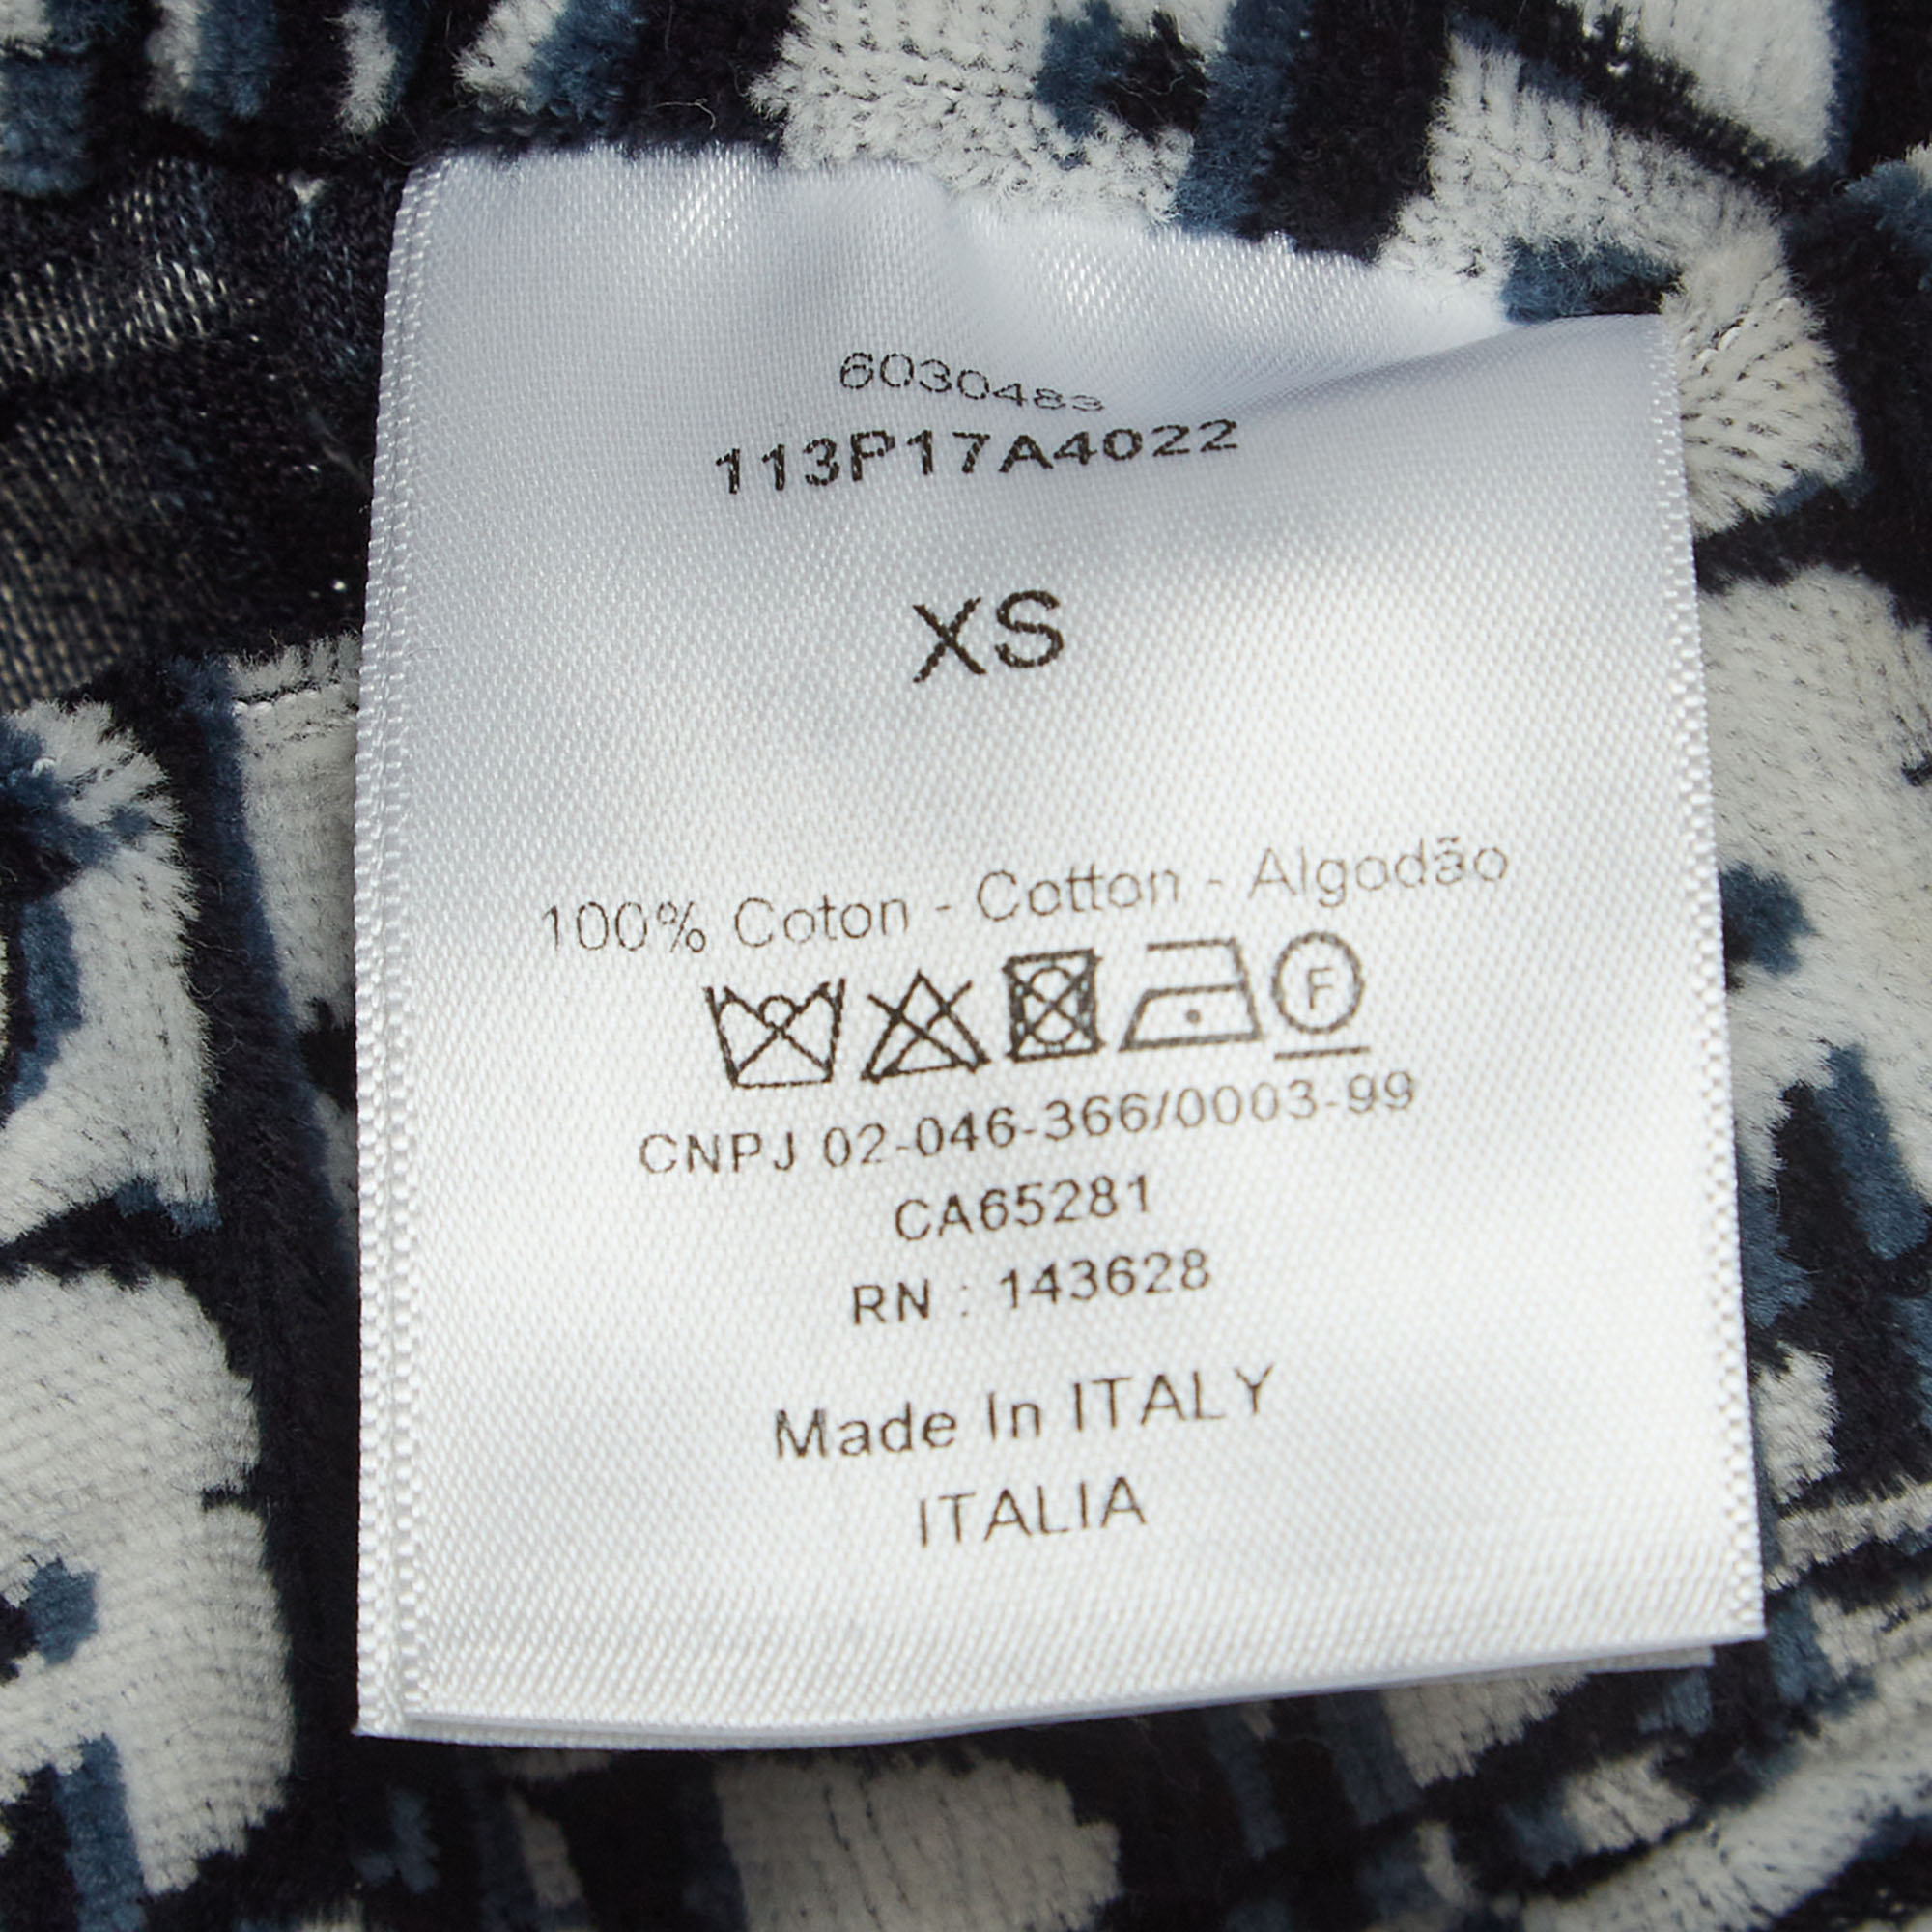 6030483
113P17A4022
XS
100% Coton - Cotton - Algodão
F
CNPJ 02-046-366/0003-99
CA65281
RN : 143628
Made In ITALY
ITALIA